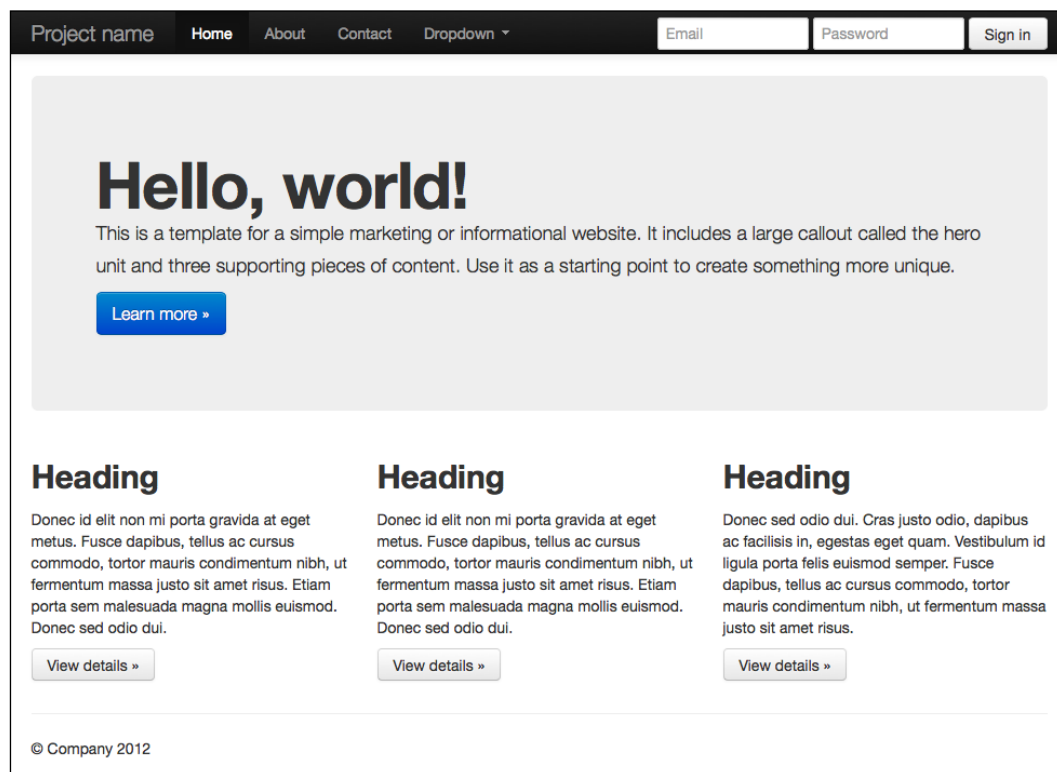 Project name Home About Contact Dropdown Email Password Sign in
Hello, world!
This is a template for a simple marketing or informational website. It includes a large callout called the hero
unit and three supporting pieces of content. Use it as a starting point to create something more unique.
Learn more »
Heading
Donec id elit non mi porta gravida at eget
metus. Fusce dapibus, tellus ac cursus
commodo, tortor mauris condimentum nibh, ut
fermentum massa justo sit amet risus. Etiam
porta sem malesuada magna mollis euismod.
Donec sed odio dui.
View details »
Heading
Donec id elit non mi porta gravida at eget
metus. Fusce dapibus, tellus ac cursus
commodo, tortor mauris condimentum nibh, ut
fermentum massa justo sit amet risus. Etiam
porta sem malesuada magna mollis euismod.
Donec sed odio dui.
View details »
Heading
Donec sed odio dui. Cras justo odio, dapibus
ac facilisis in, egestas eget quam. Vestibulum id
ligula porta felis euismod semper. Fusce
dapibus, tellus ac cursus commodo, tortor
mauris condimentum nibh, ut fermentum massa
justo sit amet risus.
View details »
© Company 2012